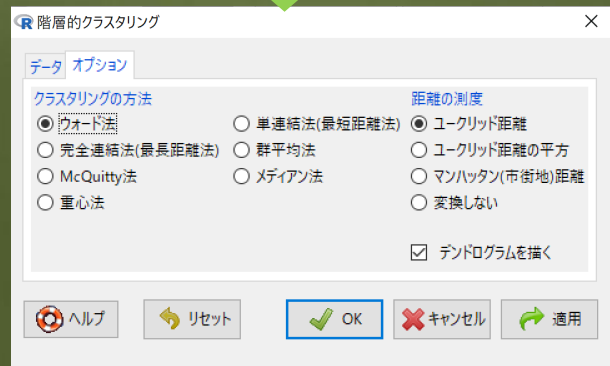 R 階層的クラスタリング
データ オプション
クラスタリングの方法
ウォード法 単連結法(最短距離法)
完全連結法(最長距離法) 群平均法
McQuitty法 メディアン法
重心法
距離の測度
ユークリッド距離
ユークリッド距離の平方
マンハッタン(市街地)距離
変換しない
デンドログラムを描く
ヘルプ リセット OK キャンセル 適用